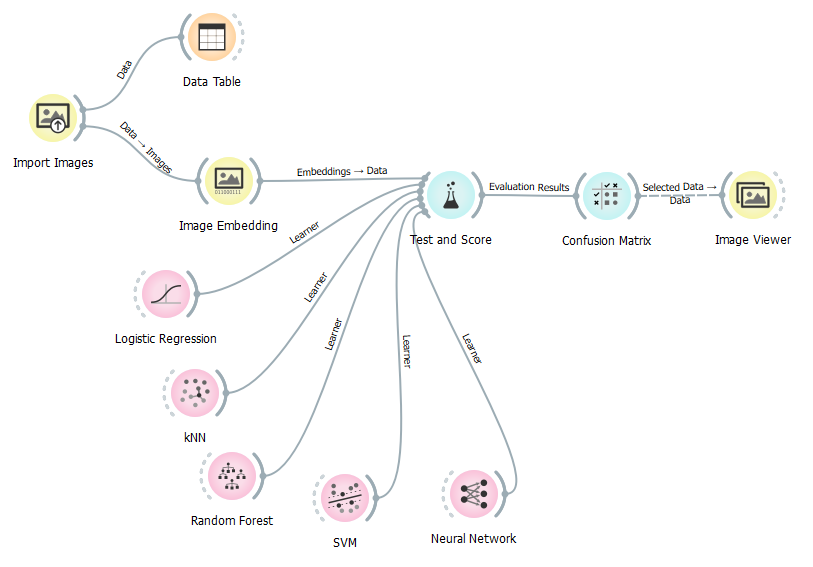 Data
Data Table
Import Images
Data → Images
011000111
Image Embedding
Embeddings → Data
Evaluation Results
Selected Data →
Data
Test and Score
Confusion Matrix
Image Viewer
Learner
Logistic Regression
Learner
kNN
Learner
Random Forest
Learner
SVM
Learner
Neural Network